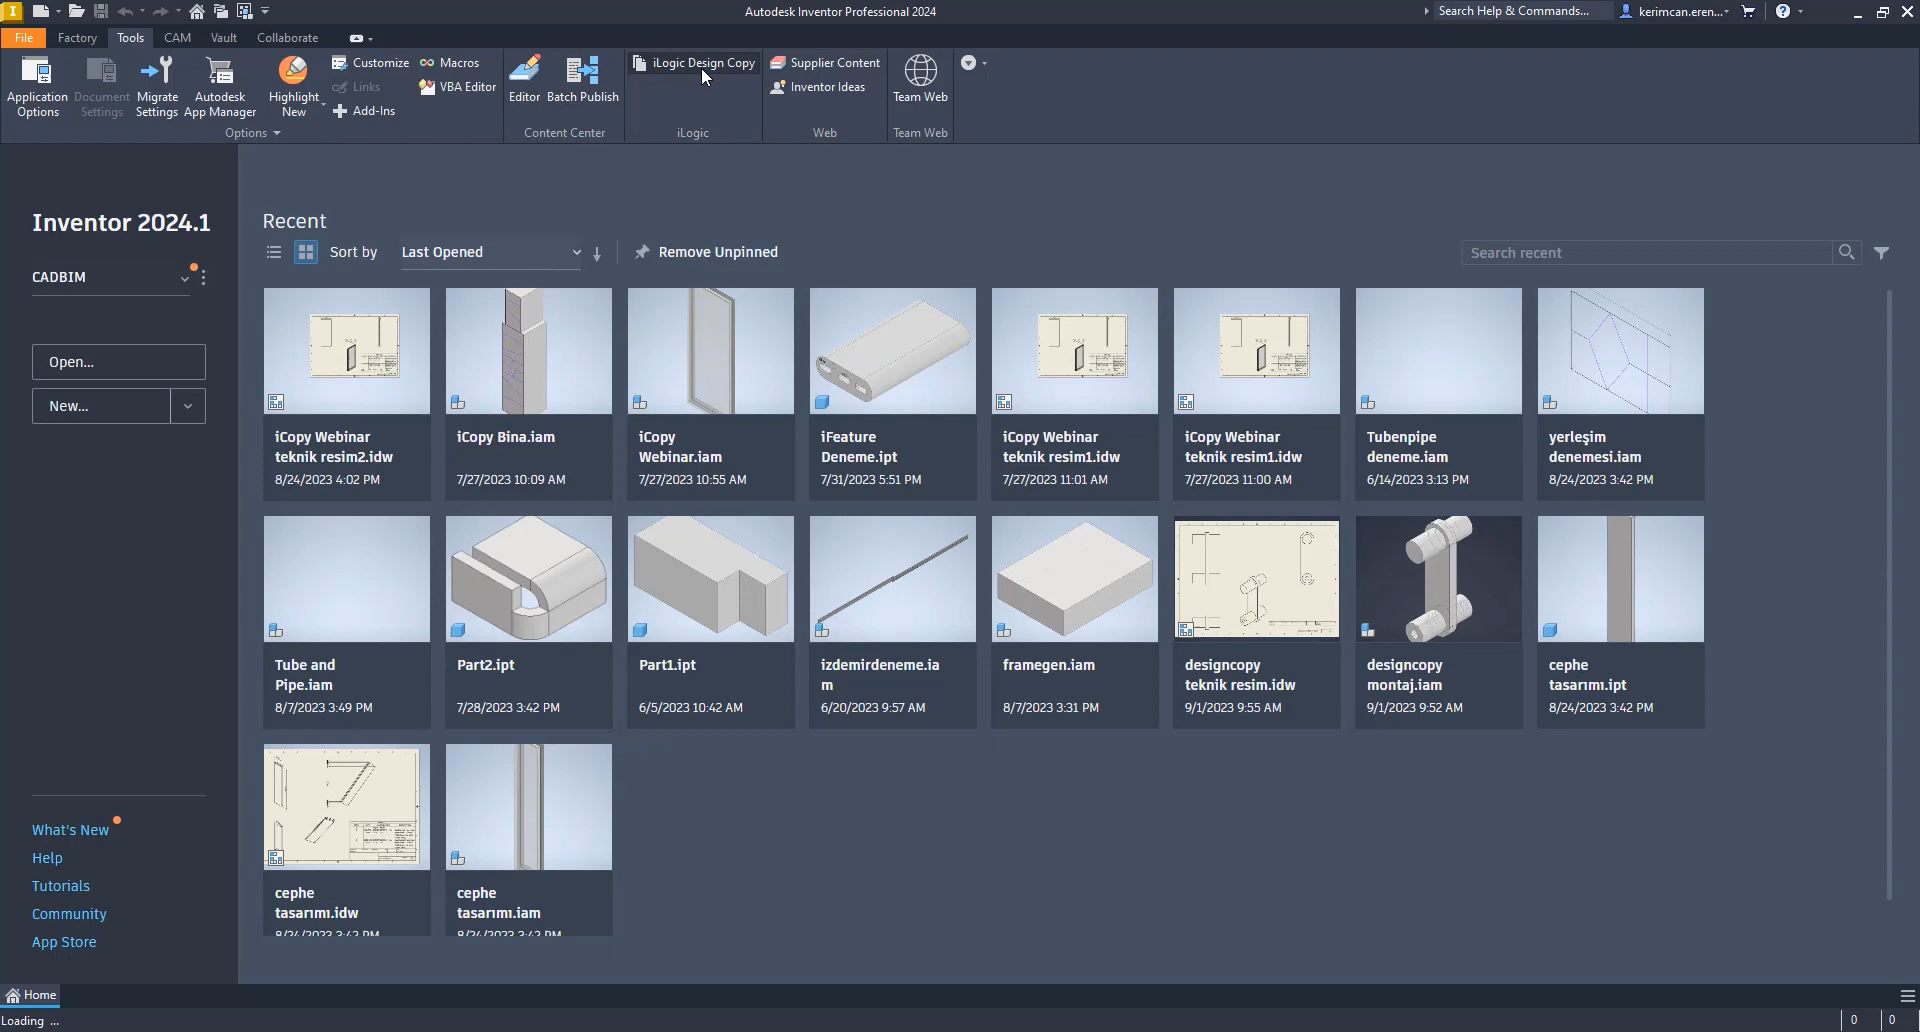 Autodesk Inventor Professional 2024
Search Help & Commands...
kerimcan.eren...
File
Factory
Tools
CAM
Vault
Collaborate
Application Options
Document Settings
Migrate Settings
Autodesk App Manager
Highlight New
Customize
Links
Add-Ins
Macros
VBA Editor
Options
Editor
Batch Publish
Content Center
iLogic Design Copy
iLogic
Supplier Content
Inventor Ideas
Web
Team Web
Team Web
Inventor 2024.1
CADBIM
Open...
New...
What's New
Help
Tutorials
Community
App Store
Recent
Sort by
Last Opened
Remove Unpinned
Search recent
iCopy Webinar
teknik resim2.idw
8/24/2023 4:02 PM
iCopy Bina.iam
7/27/2023 10:09 AM
iCopy
Webinar.iam
7/27/2023 10:55 AM
iFeature
Deneme.ipt
7/31/2023 5:51 PM
iCopy Webinar
teknik resim1.idw
7/27/2023 11:01 AM
iCopy Webinar
teknik resim1.idw
7/27/2023 11:00 AM
Tubenpipe
deneme.iam
6/14/2023 3:13 PM
yerleşim
denemesi.iam
8/24/2023 3:42 PM
Tube and
Pipe.iam
8/7/2023 3:49 PM
Part2.ipt
7/28/2023 3:42 PM
Part1.ipt
6/5/2023 10:42 AM
izdemirdeneme.ia
m
6/20/2023 9:57 AM
framegen.iam
8/7/2023 3:31 PM
designcopy
teknik resim.idw
9/1/2023 9:55 AM
designcopy
montaj.iam
9/1/2023 9:52 AM
cephe
tasarımı.ipt
8/24/2023 3:42 PM
cephe
tasarımı.idw
8/24/2023 3:42 PM
cephe
tasarımı.iam
8/24/2023 3:42 PM
Home
Loading ...
0
0